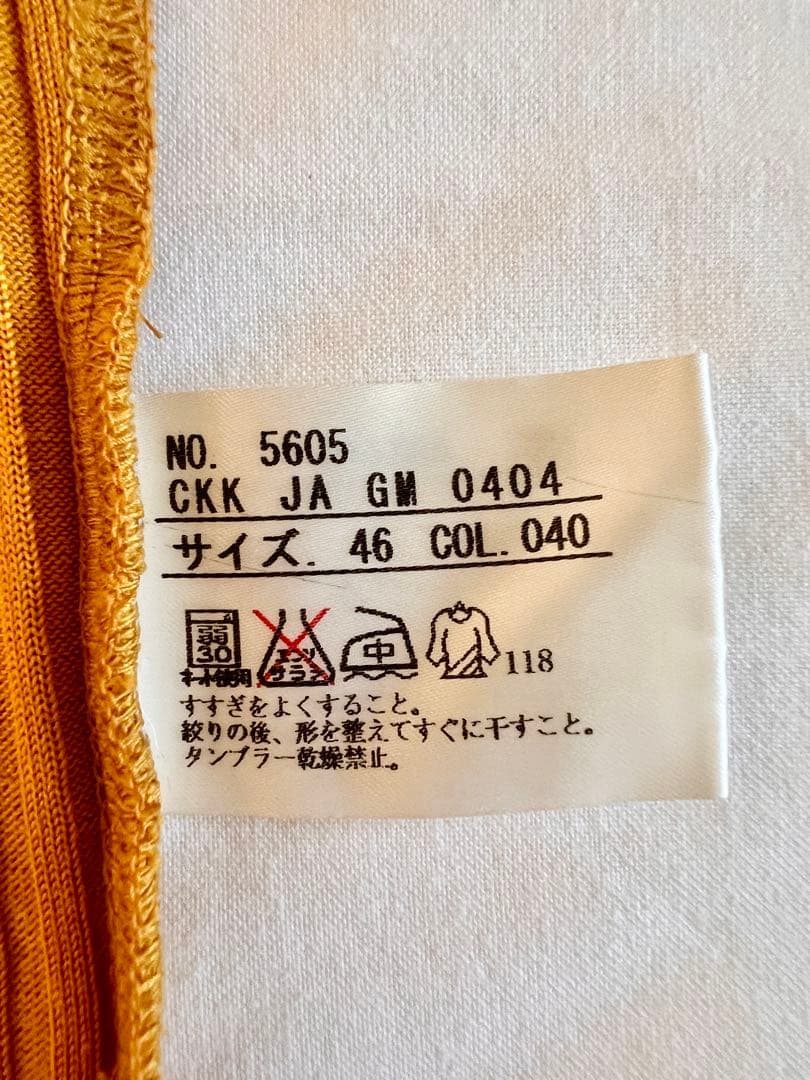 NO. 5605
CKK JA GM 0404
サイズ. 46 COL.040
30
ネット使用
エンソ
サラシ
中
118
すすぎをよくすること。
絞りの後、形を整えてすぐに干すこと。
タンブラー乾燥禁止。